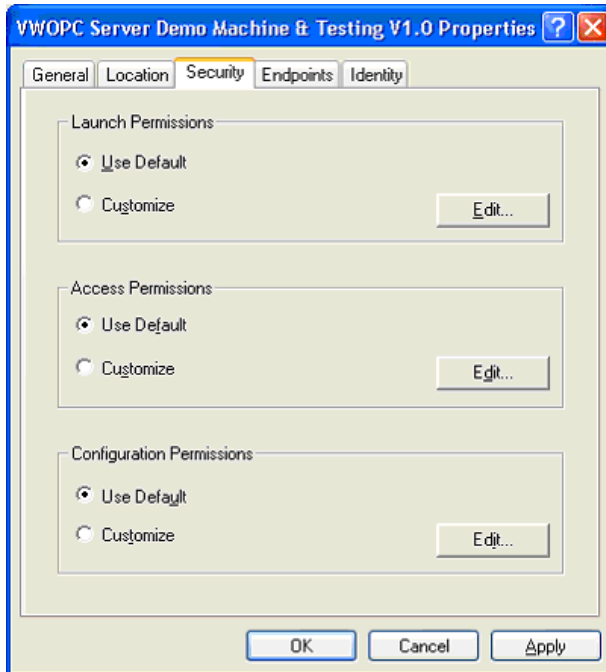 VWOPC Server Demo Machine & Testing V1.0 Properties
General Location Security Endpoints Identity
Launch Permissions
Use Default
Customize
Edit...
Access Permissions
Use Default
Customize
Edit...
Configuration Permissions
Use Default
Customize
Edit...
OK Cancel Apply